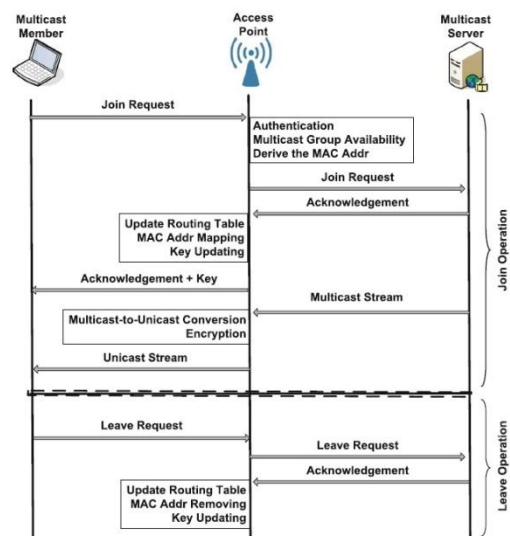 Multicast
Member
Access
Point
Multicast
Server
Join Request
Authentication
Multicast Group Availability
Derive the MAC Addr
Join Request
Acknowledgement
Update Routing Table
MAC Addr Mapping
Key Updating
Acknowledgement + Key
Multicast Stream
Multicast-to-Unicast Conversion
Encryption
Unicast Stream
Join Operation
Leave Request
Leave Request
Acknowledgement
Update Routing Table
MAC Addr Removing
Key Updating
Leave Operation